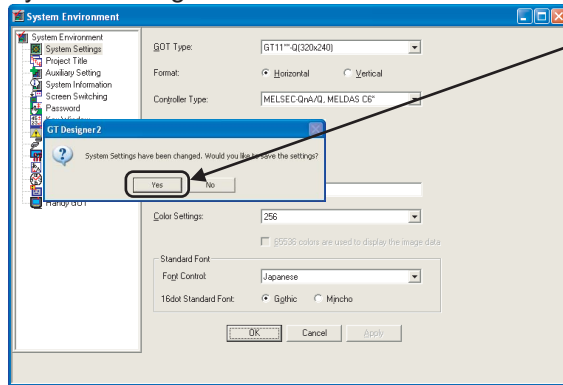 System Environment
System Environment
System Settings
Project Title
Auxiliary Setting
System Information
Screen Switching
Password
GOT Type:
GT11**-Q(320x240)
Format:
Horizontal
Vertical
Controller Type:
MELSEC-QnA/Q, MELDAS C6*
GT Designer2
System Settings have been changed. Would you like to save the settings?
Yes
No
Handy GOT
Color Settings:
256
65536 colors are used to display the image data
Standard Font
Font Control:
Japanese
16dot Standard Font:
Gothic
Mincho
OK
Cancel
Apply